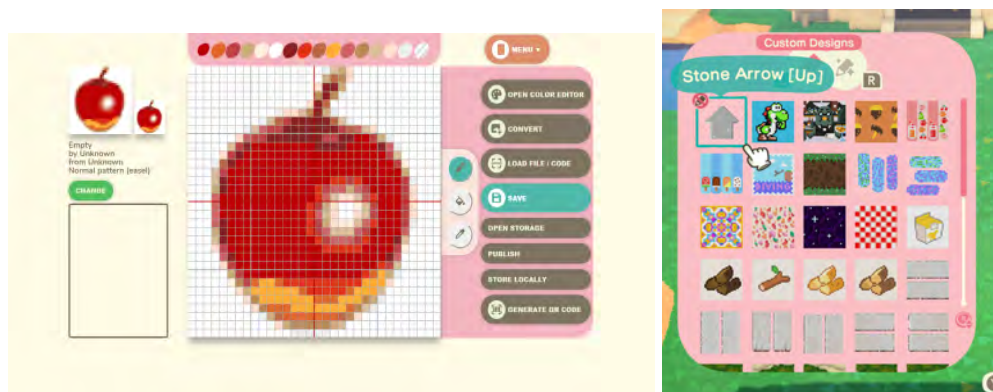 MENU
OPEN COLOR EDITOR
CONVERT
LOAD FILE / CODE
SAVE
OPEN STORAGE
PUBLISH
STORE LOCALLY
GENERATE QR CODE
Empty
by Unknown
from Unknown
Normal pattern (easel)
CHANGE
Custom Designs
Stone Arrow [Up]
R